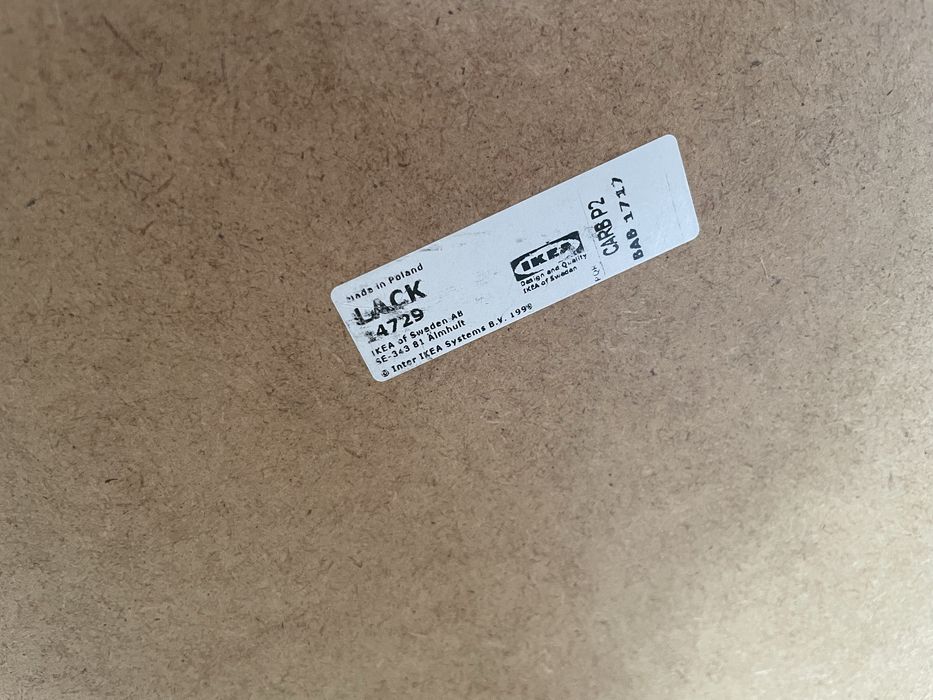 Made in Poland
LACK
14729
IKEA of Sweden AB
SE-343 81 Älmhult
© Inter IKEA Systems B.V. 1998
IKEA
Design and Quality
IKEA of Sweden
CARB P2
BAB 1717